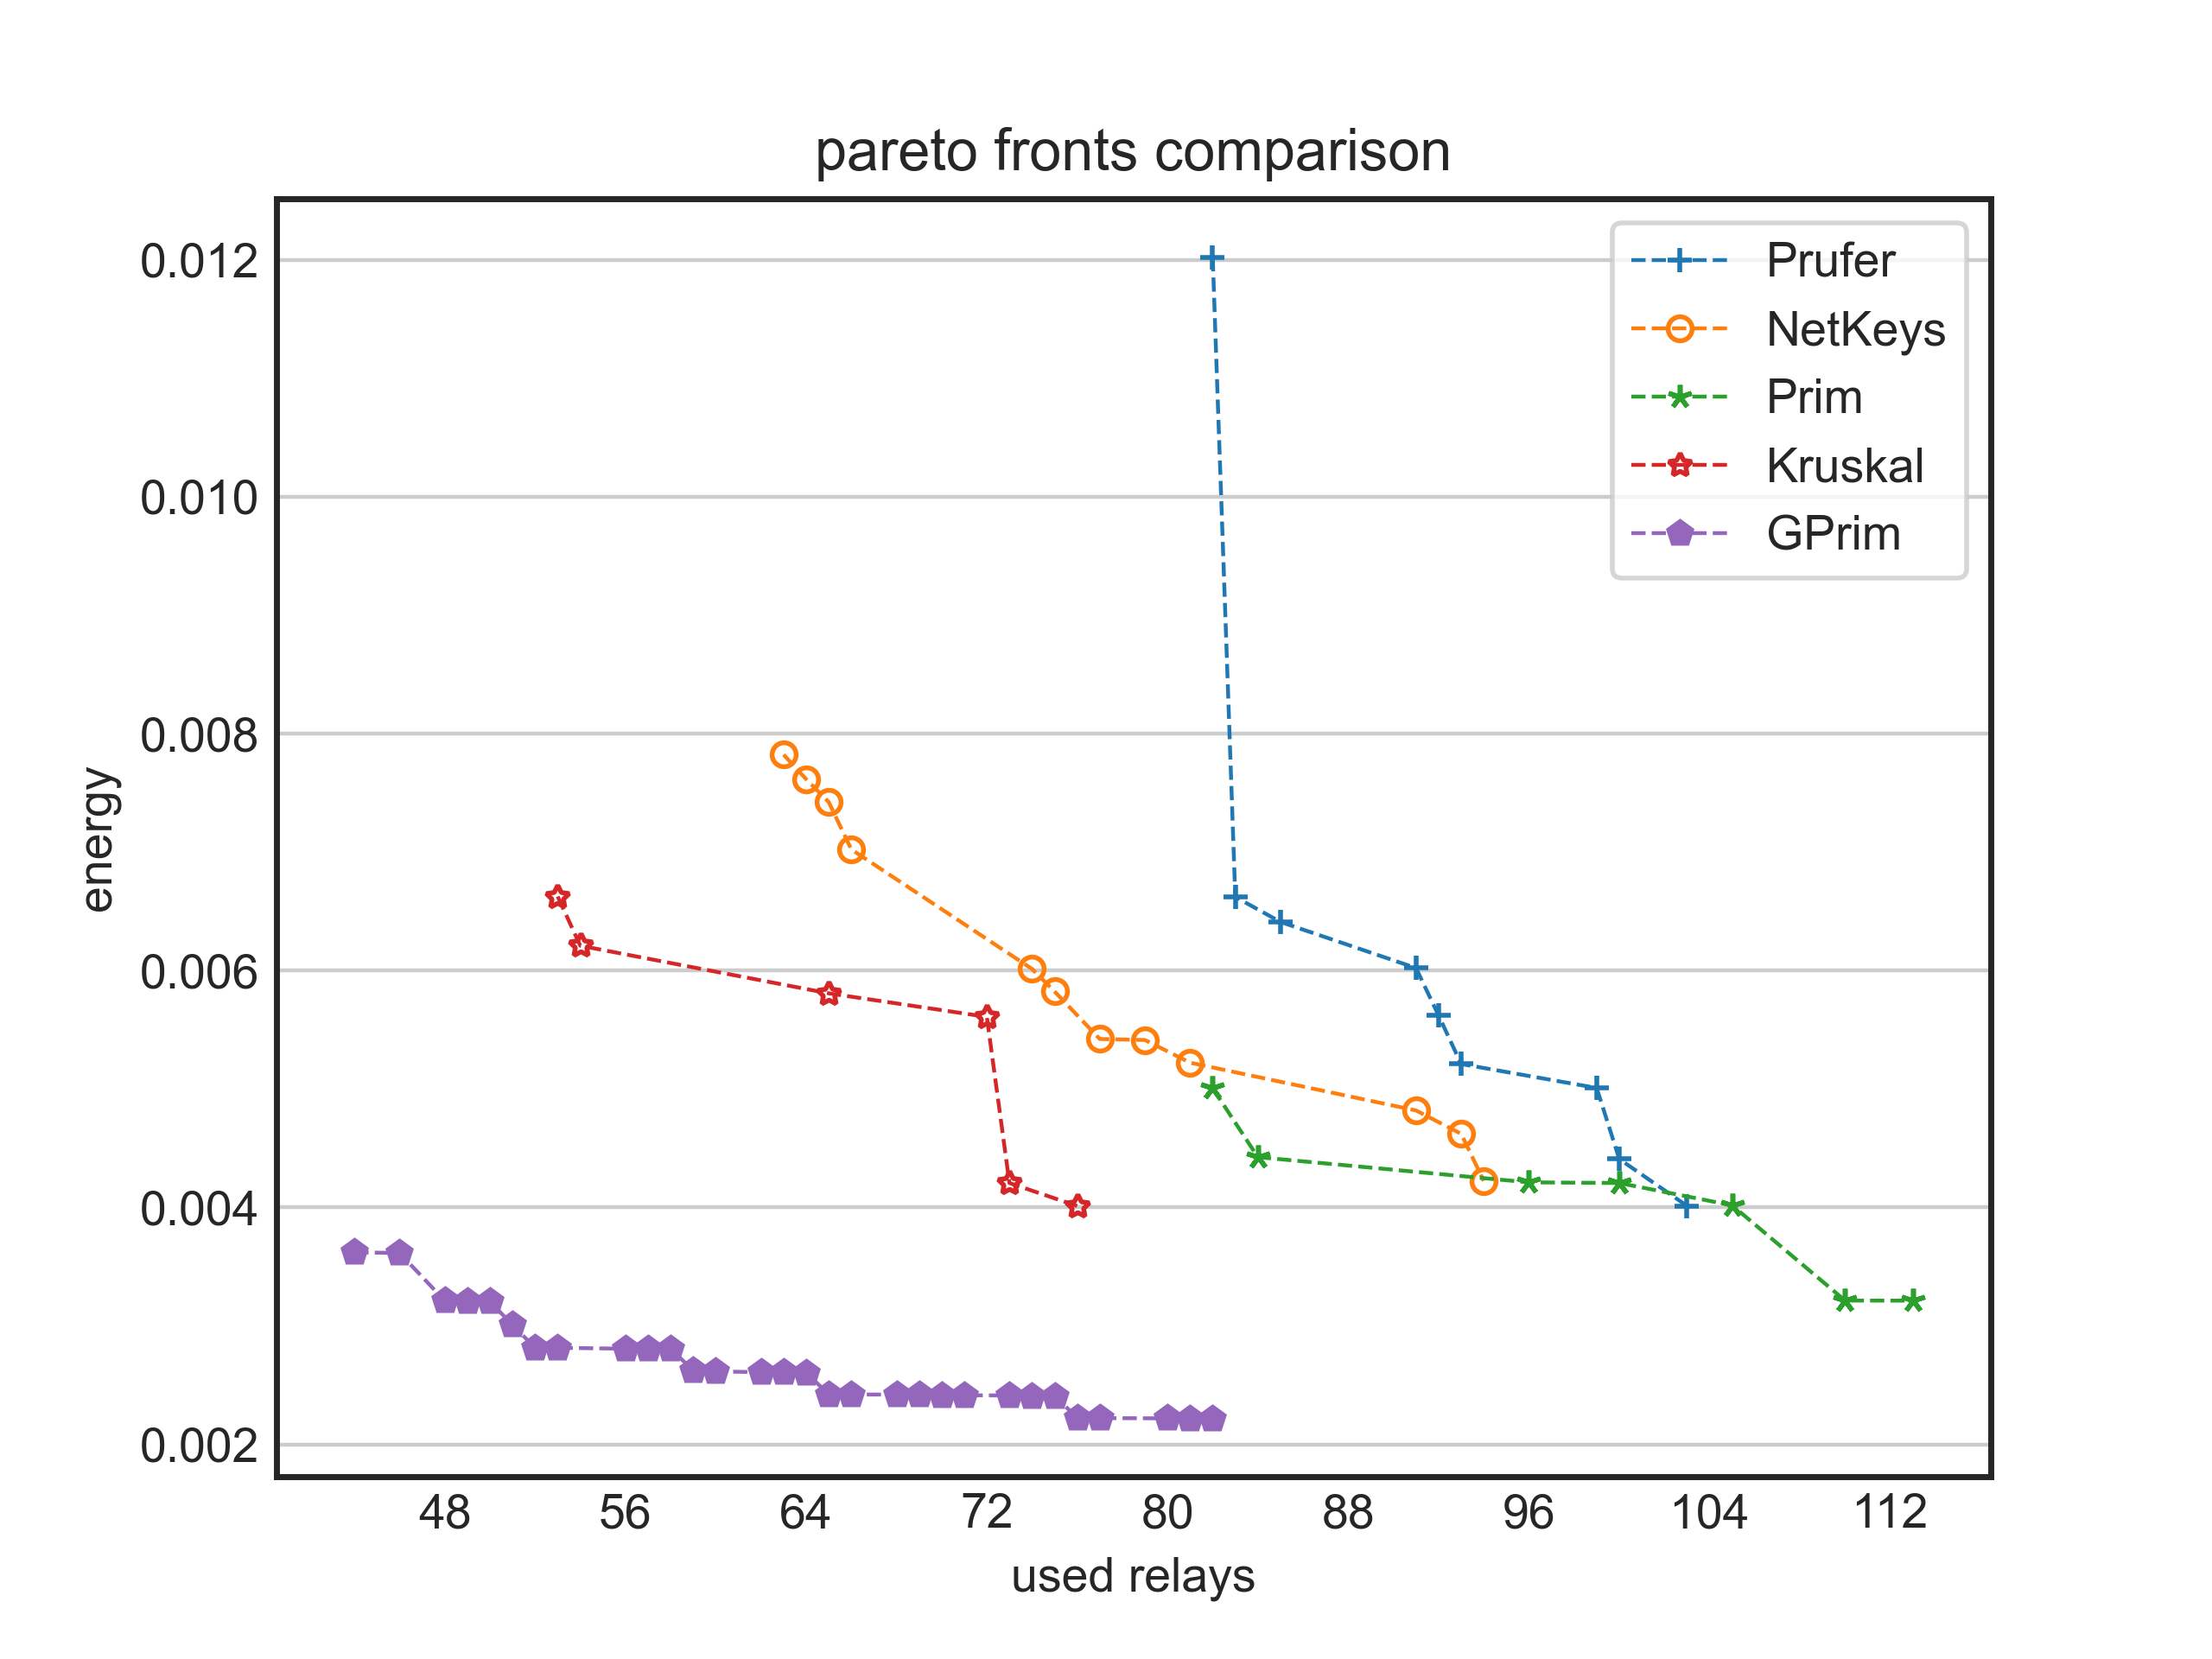 pareto fronts comparison
0.012
0.010
0.008
0.006
0.004
0.002
energy
Prufer
NetKeys
Prim
Kruskal
GPrim
48 56 64 72 80 88 96 104 112
used relays